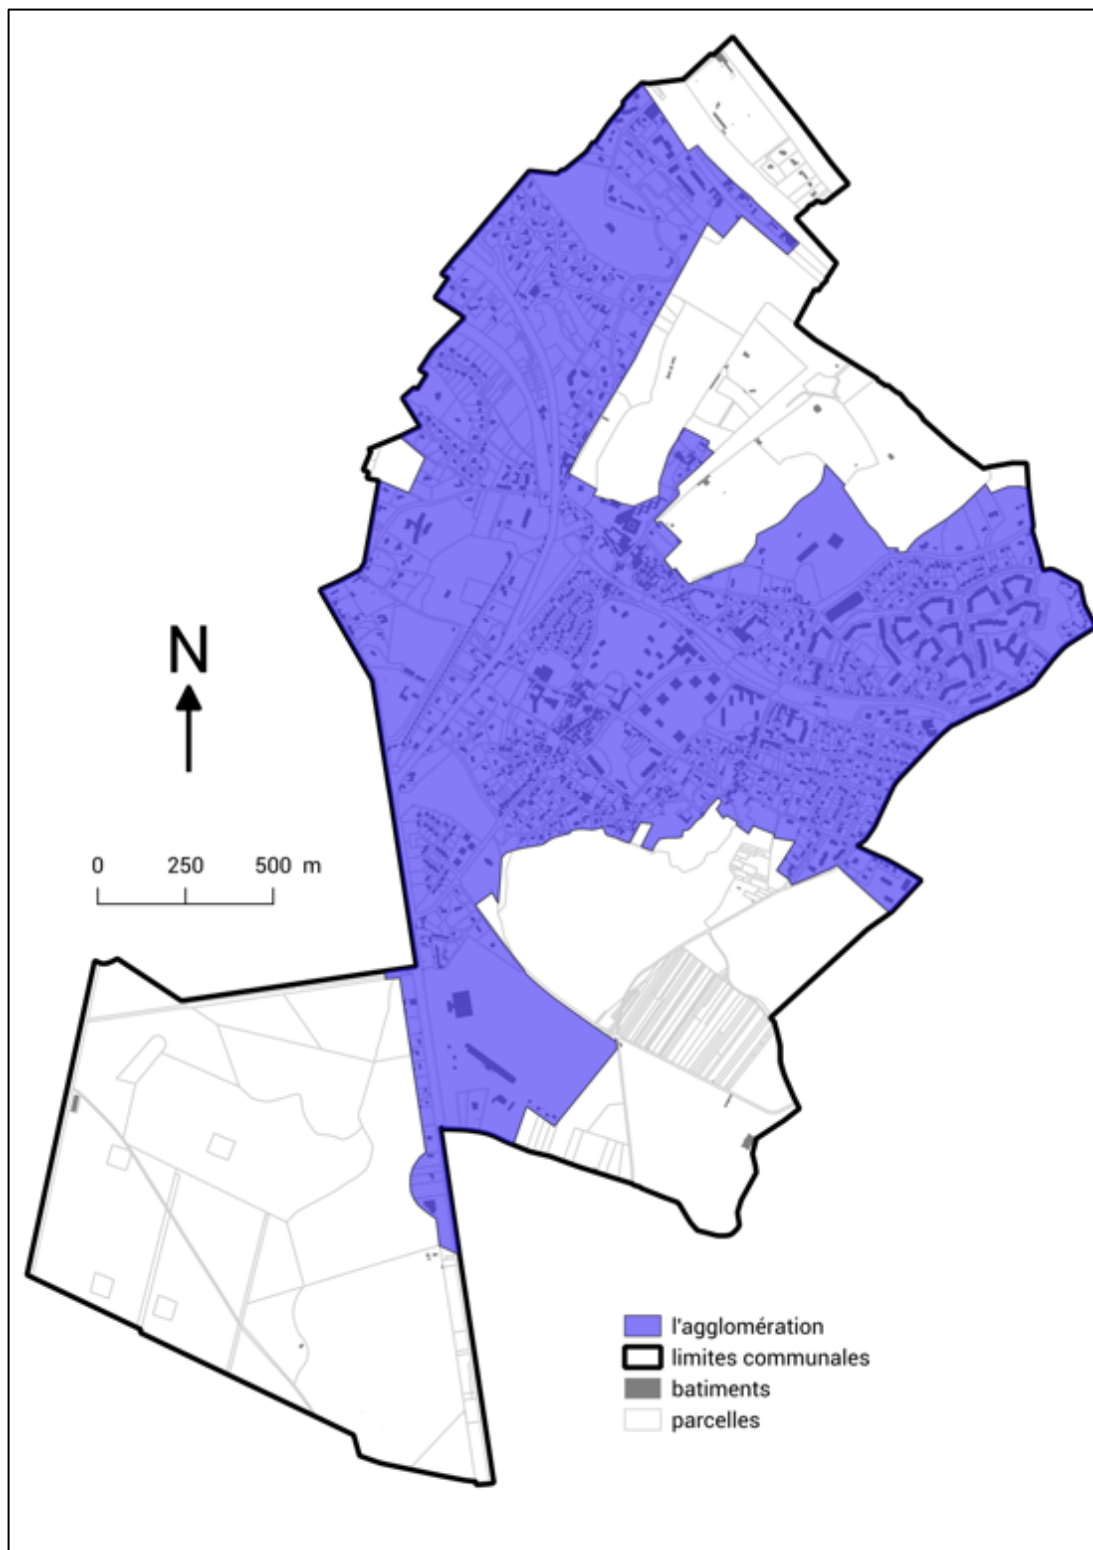 N
0 250 500 m
l'agglomération
limites communales
batiments
parcelles